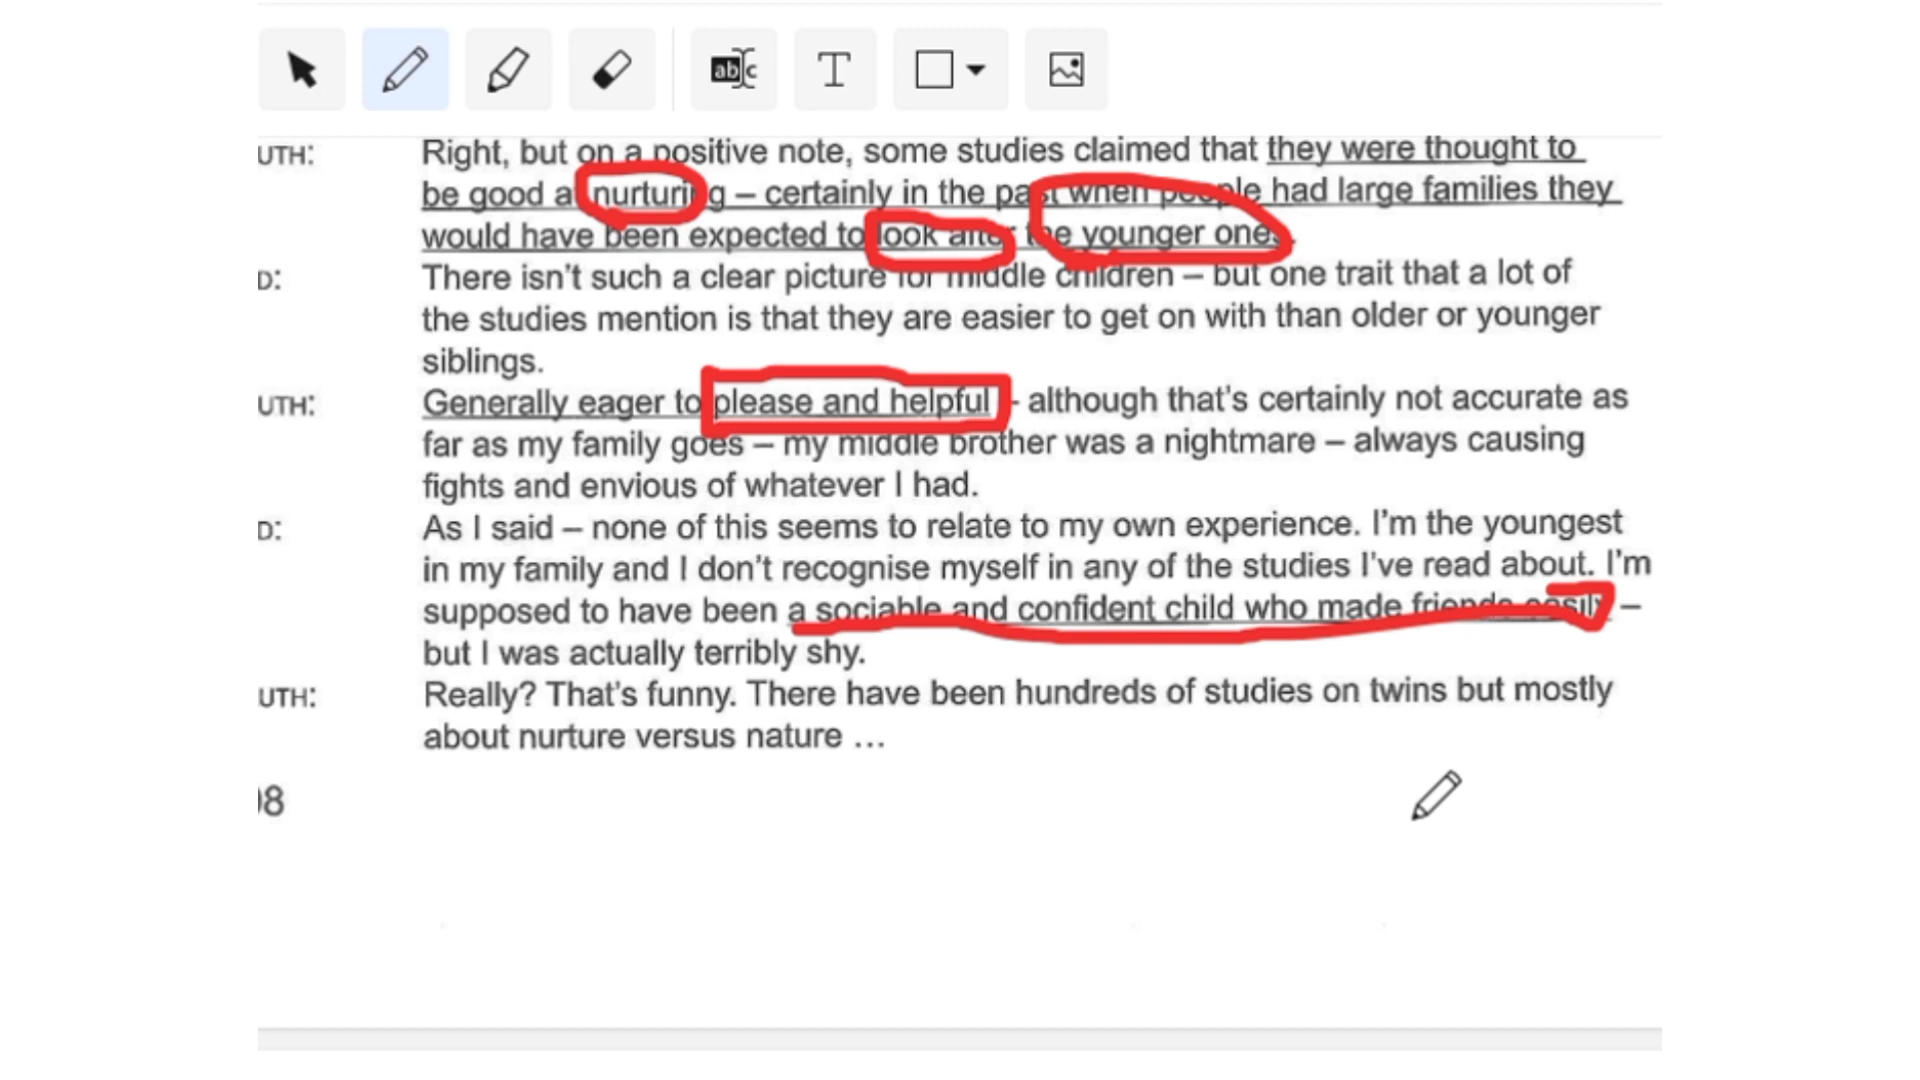 abc T
UTH: Right, but on a positive note, some studies claimed that they were thought to
be good at nurturing – certainly in the past when people had large families they
would have been expected to look after the younger ones.
D: There isn't such a clear picture for middle children – but one trait that a lot of
the studies mention is that they are easier to get on with than older or younger
siblings.
UTH: Generally eager to please and helpful – although that's certainly not accurate as
far as my family goes – my middle brother was a nightmare – always causing
fights and envious of whatever I had.
D: As I said – none of this seems to relate to my own experience. I'm the youngest
in my family and I don't recognise myself in any of the studies I've read about. I'm
supposed to have been a sociable and confident child who made friends easily –
but I was actually terribly shy.
UTH: Really? That's funny. There have been hundreds of studies on twins but mostly
about nurture versus nature …
8